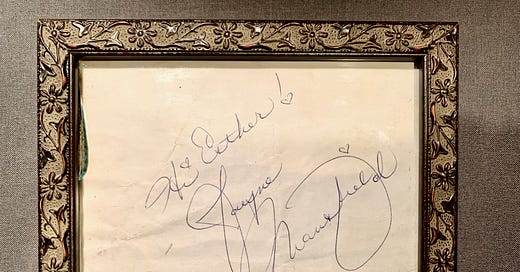 Hi Esther!
Jayne
Mansfield